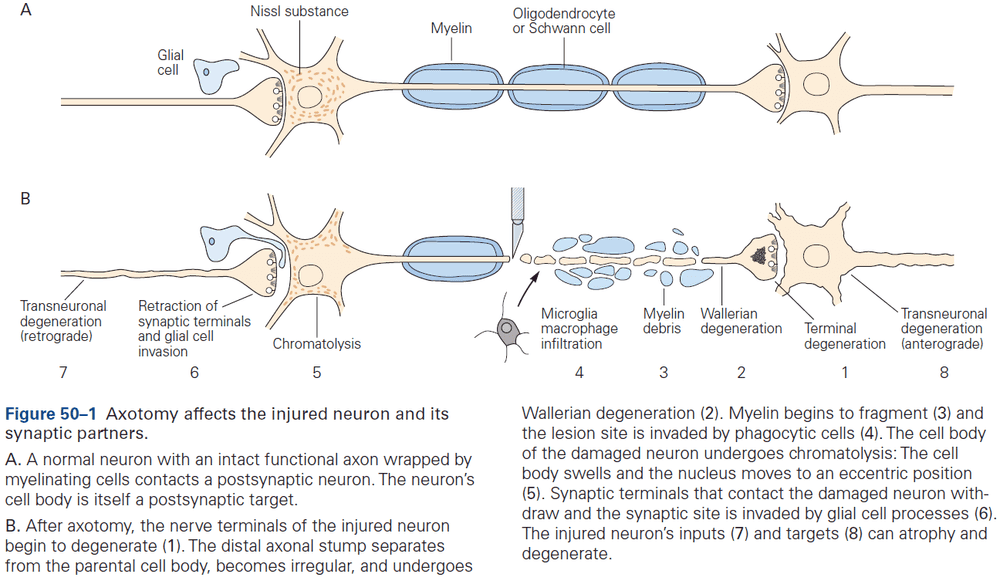 A
Nissl substance
Glial
cell
Myelin
Oligodendrocyte
or Schwann cell
B
Transneuronal
degeneration
(retrograde)
Retraction of
synaptic terminals
and glial cell
invasion
Chromatolysis
Microglia
macrophage
infiltration
Myelin
debris
Wallerian
degeneration
Terminal
degeneration
Transneuronal
degeneration
(anterograde)
7 6 5 4 3 2 1 8
Figure 50–1 Axotomy affects the injured neuron and its
synaptic partners.
A. A normal neuron with an intact functional axon wrapped by
myelinating cells contacts a postsynaptic neuron. The neuron’s
cell body is itself a postsynaptic target.
B. After axotomy, the nerve terminals of the injured neuron
begin to degenerate (1). The distal axonal stump separates
from the parental cell body, becomes irregular, and undergoes
Wallerian degeneration (2). Myelin begins to fragment (3) and
the lesion site is invaded by phagocytic cells (4). The cell body
of the damaged neuron undergoes chromatolysis: The cell
body swells and the nucleus moves to an eccentric position
(5). Synaptic terminals that contact the damaged neuron with-
draw and the synaptic site is invaded by glial cell processes (6).
The injured neuron’s inputs (7) and targets (8) can atrophy and
degenerate.